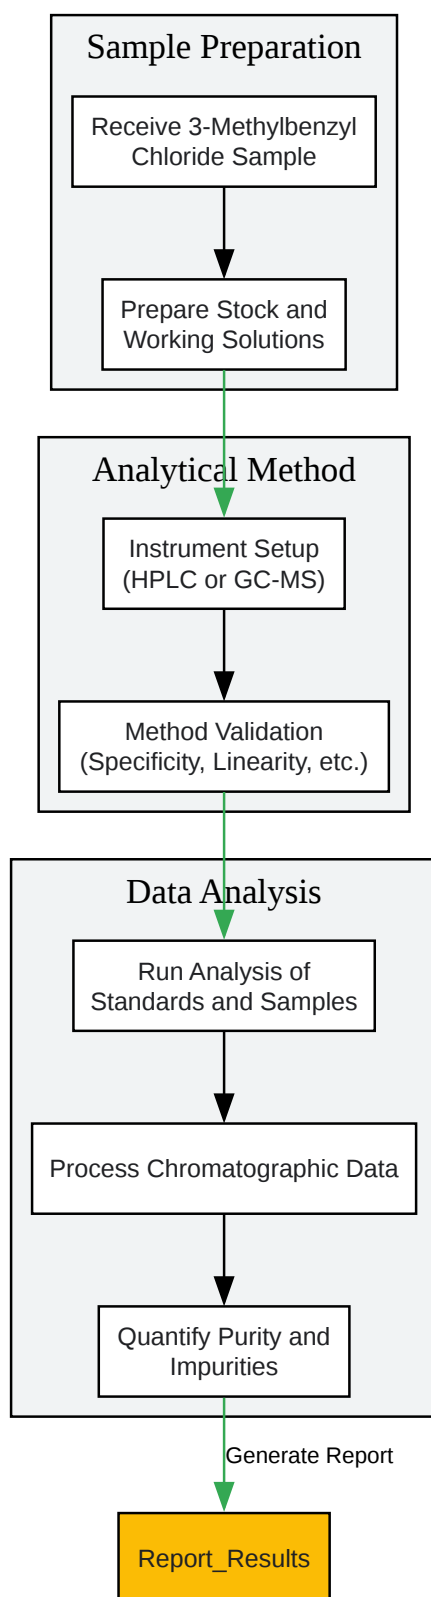 Sample Preparation
Receive 3-Methylbenzyl
Chloride Sample
Prepare Stock and
Working Solutions
Analytical Method
Instrument Setup
(HPLC or GC-MS)
Method Validation
(Specificity, Linearity, etc.)
Data Analysis
Run Analysis of
Standards and Samples
Process Chromatographic Data
Quantify Purity and
Impurities
Generate Report
Report_Results